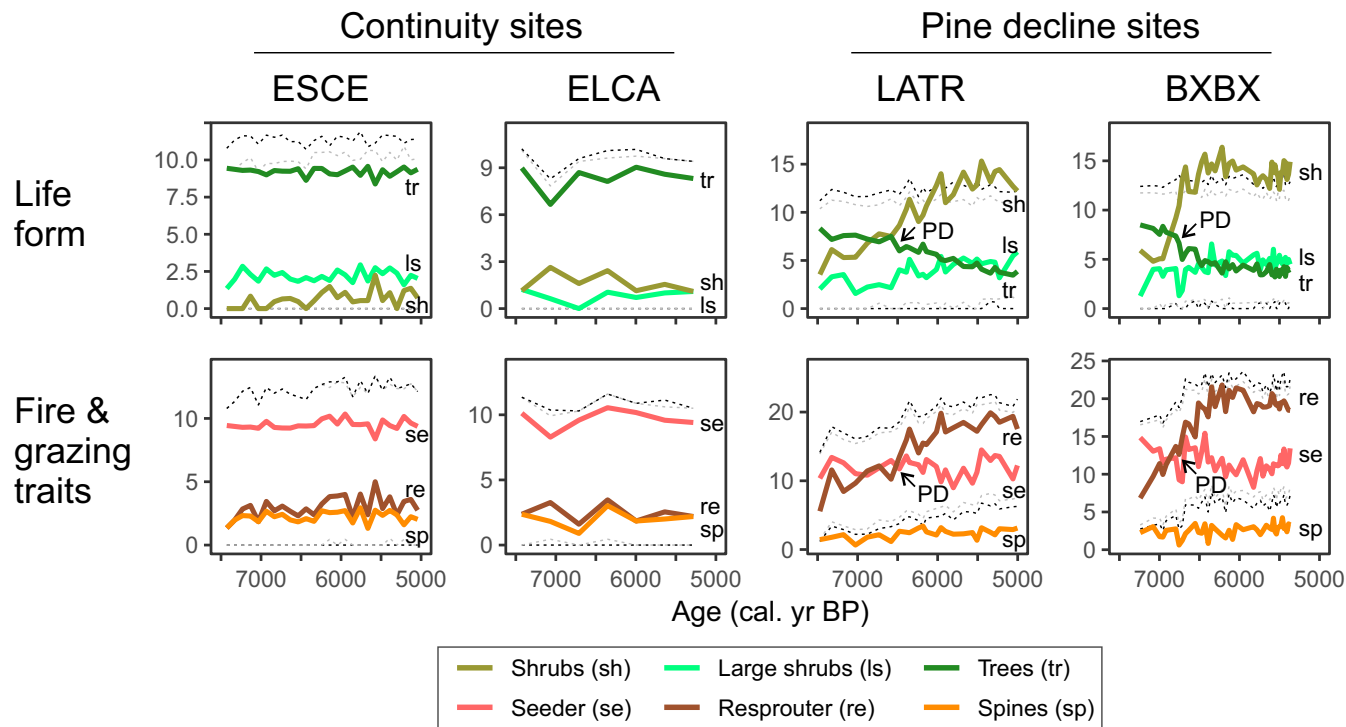 Continuity sites
Pine decline sites
ESCE
ELCA
LATR
BXBX
Life
form
10.0
7.5
5.0
2.5
0.0
tr
ls
sh
9
6
3
0
tr
sh
ls
15
10
5
0
sh
PD
tr
15
10
5
0
sh
PD
ls
tr
7000
6000
5000
Fire &
grazing
traits
10
5
0
se
re
sp
7000
6000
5000
10
5
0
se
re
sp
7000
6000
5000
20
10
0
re
PD
se
sp
7000
6000
5000
25
20
15
10
5
0
re
se
PD
sp
7000
6000
5000
Age (cal. yr BP)
Shrubs (sh)
Large shrubs (ls)
Trees (tr)
Seeder (se)
Resprouter (re)
Spines (sp)